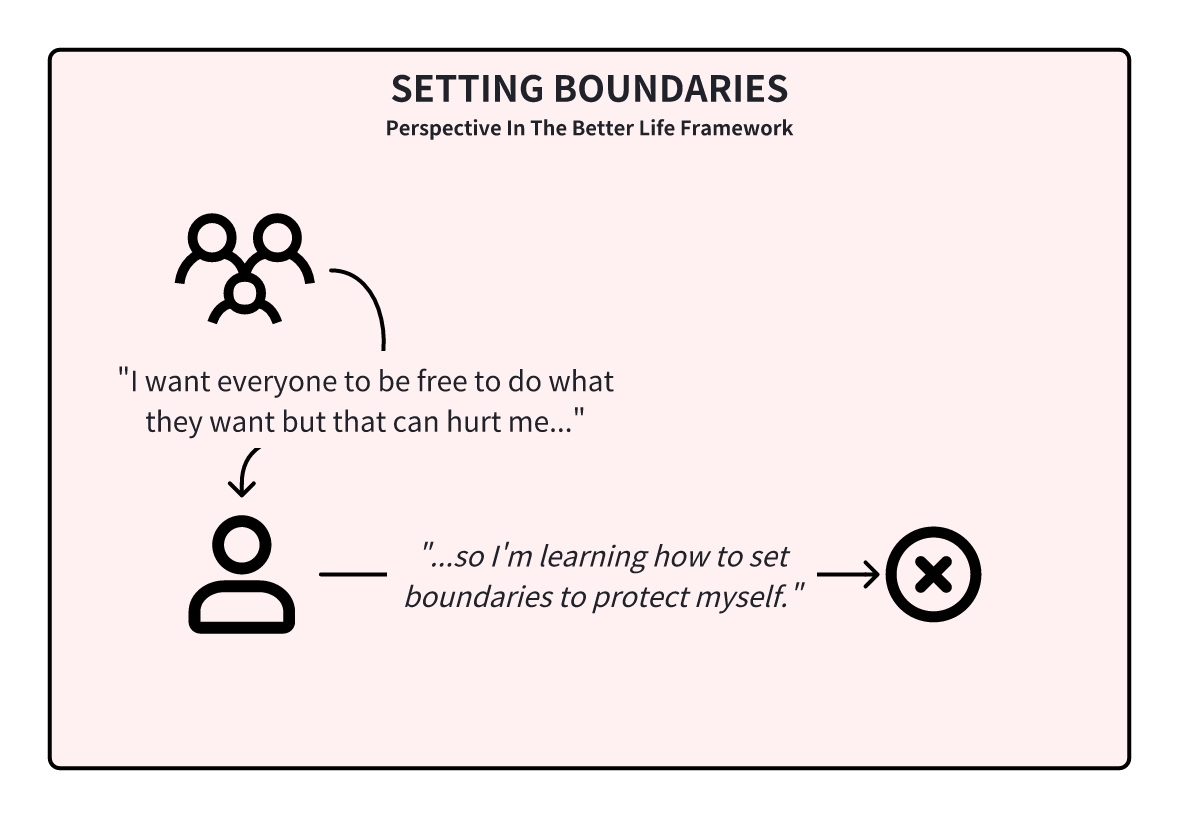 SETTING BOUNDARIES
Perspective In The Better Life Framework
"I want everyone to be free to do what
they want but that can hurt me..."
"...so I'm learning how to set
boundaries to protect myself."